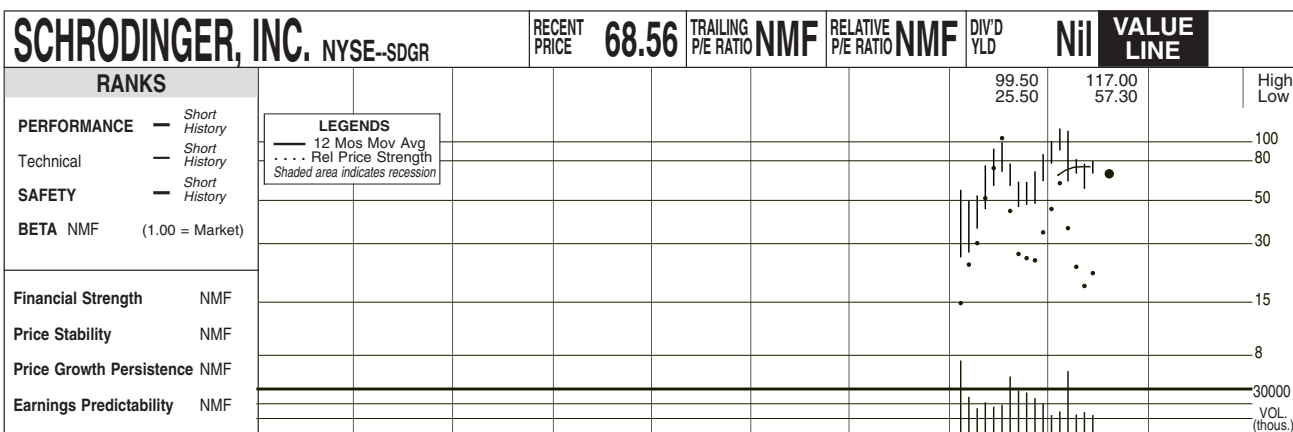 SCHRODINGER, INC. NYSE--SDGR
RECENT PRICE 68.56 TRAILING P/E RATIO NMF RELATIVE P/E RATIO NMF DIV'D YLD Nil VALUE LINE
RANKS
PERFORMANCE — Short History
Technical — Short History
SAFETY — Short History
BETA NMF (1.00 = Market)
Financial Strength NMF
Price Stability NMF
Price Growth Persistence NMF
Earnings Predictability NMF
LEGENDS
12 Mos Mov Avg
. . . . Rel Price Strength
Shaded area indicates recession
99.50 117.00 High
25.50 57.30 Low
100
80
50
30
15
8
30000
VOL.
(thous.)